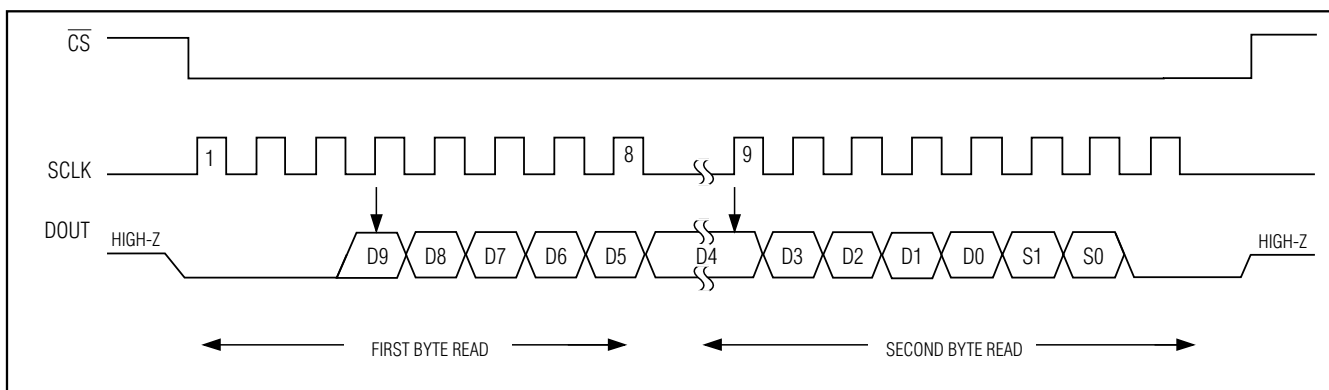 CS
1
8
9
SCLK
DOUT
HIGH-Z
D9 D8 D7 D6 D5 D4 D3 D2 D1 D0 S1 S0
HIGH-Z
FIRST BYTE READ
SECOND BYTE READ